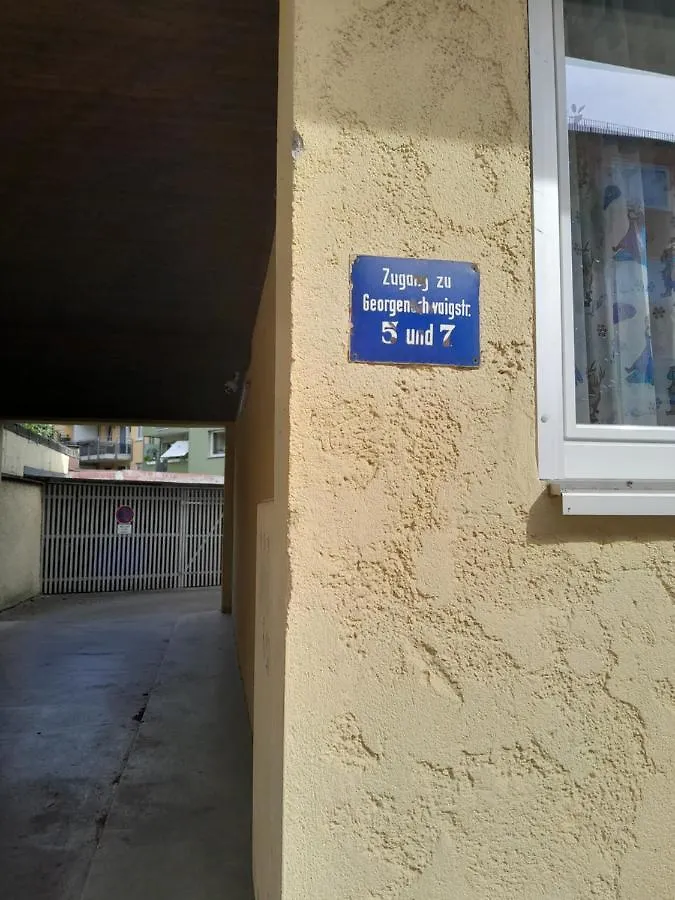 Zugang zu
Georgenschwaigstr.
5 und 7